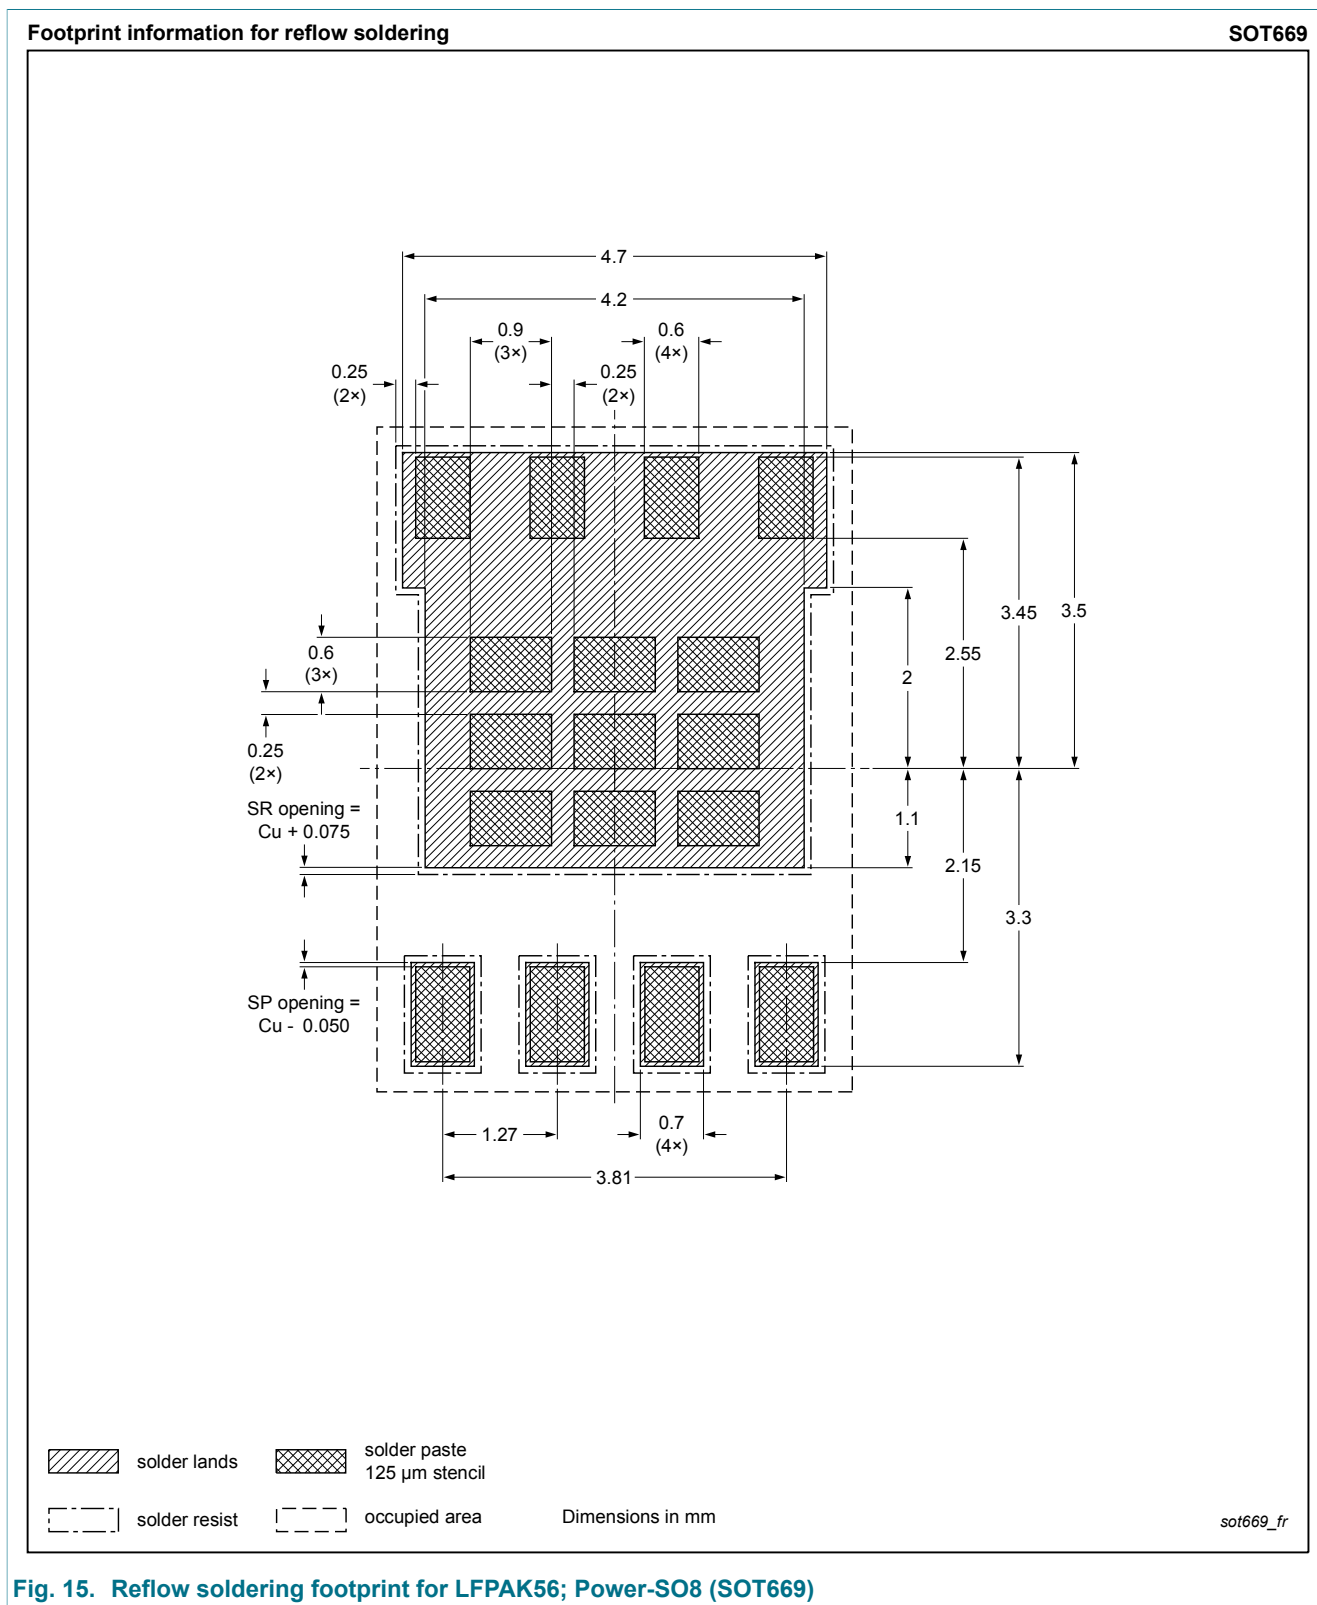 Footprint information for reflow soldering
SOT669
4.7
4.2
0.9
(3×)
0.6
(4×)
0.25
(2×)
0.25
(2×)
3.45
3.5
2.55
2
0.6
(3×)
0.25
(2×)
SR opening =
Cu + 0.075
1.1
2.15
3.3
SP opening =
Cu - 0.050
1.27
0.7
(4×)
3.81
solder lands
solder paste
125 µm stencil
solder resist
occupied area
Dimensions in mm
sot669_fr
Fig. 15. Reflow soldering footprint for LFPAK56; Power-SO8 (SOT669)